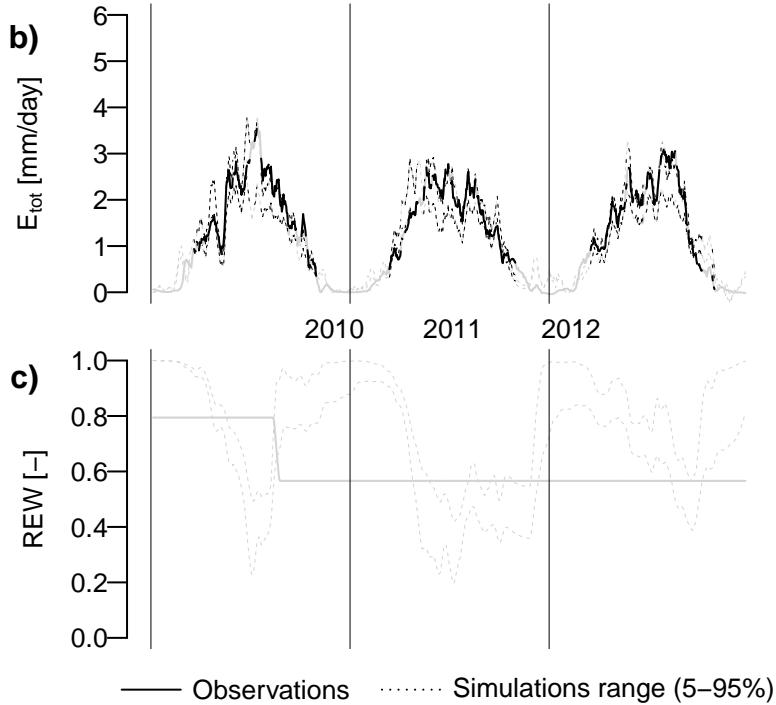 b)
E_tot [mm/day]
6
5
4
3
2
1
0
2010 2011 2012
c)
REW [−]
1.0
0.8
0.6
0.4
0.2
0.0
Observations Simulations range (5−95%)